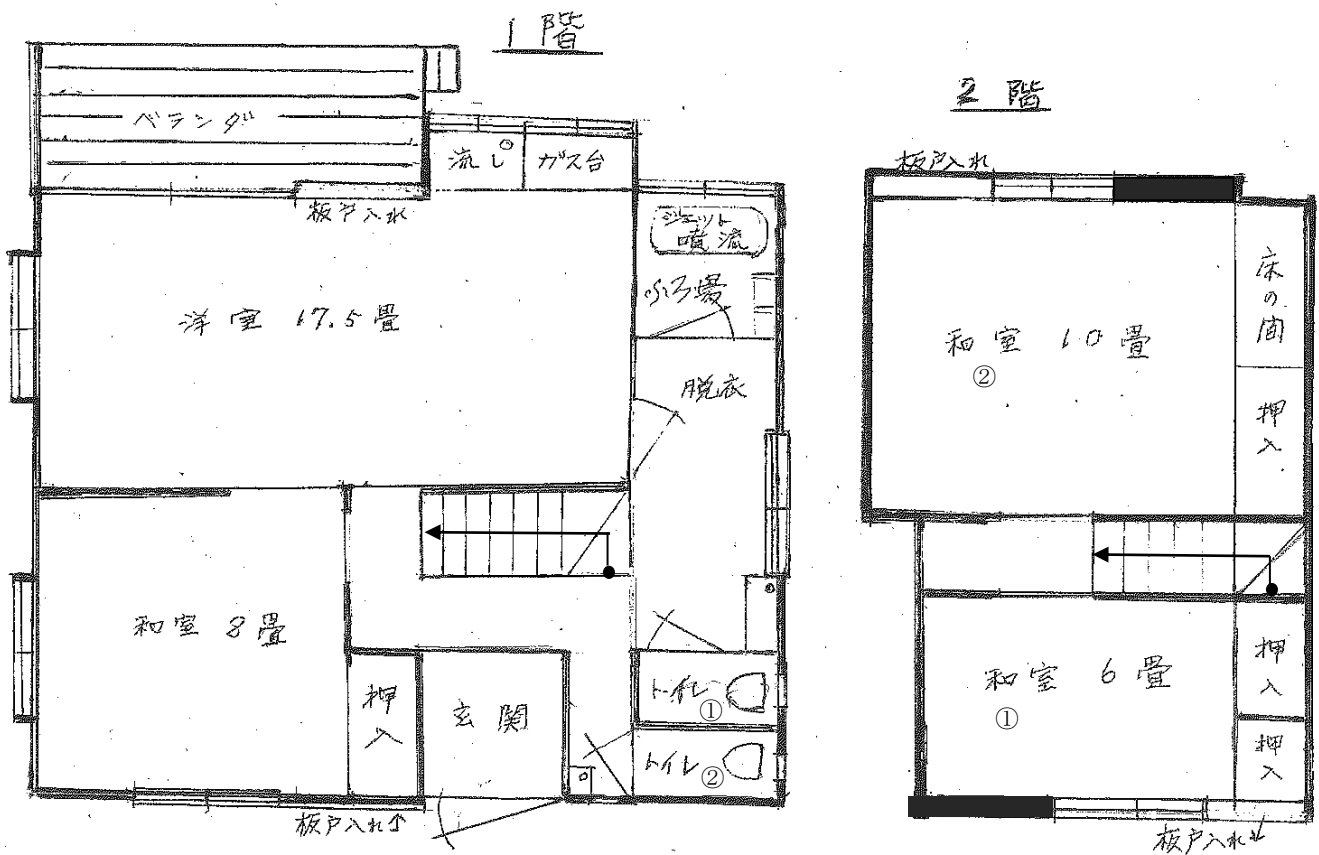 1階
ベランダ
流し
ガス台
板戸入れ
ジェット
噴流
ふろ場
洋室 17.5畳
脱衣
和室 8畳
押入
玄関
トイレ
①
トイレ
②
板戸入れ↑
2階
板戸入れ
床の間
和室 10畳
②
押入
和室 6畳
①
押入
押入
板戸入れ↓